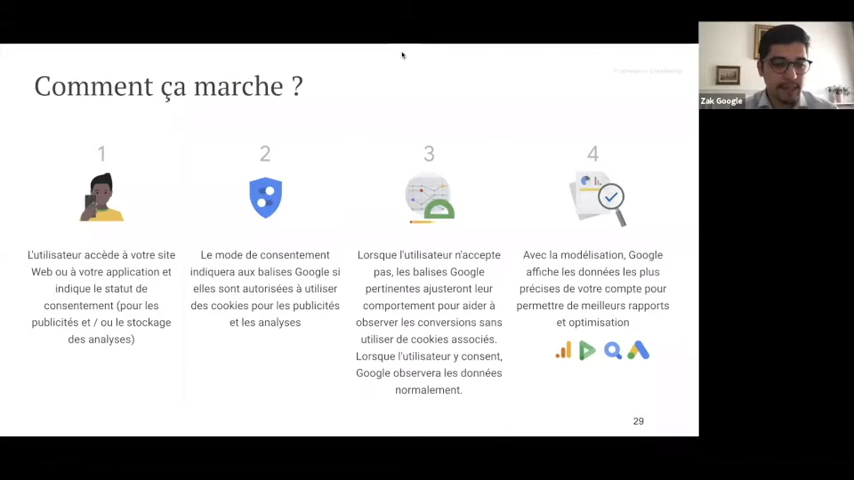 Comment ça marche ?
1
L'utilisateur accède à votre site
Web ou à votre application et
indique le statut de
consentement (pour les
publicités et / ou le stockage
des analyses)
2
Le mode de consentement
indiquera aux balises Google si
elles sont autorisées à utiliser
des cookies pour les publicités
et les analyses
3
Lorsque l'utilisateur n'accepte
pas, les balises Google
pertinentes ajusteront leur
comportement pour aider à
observer les conversions sans
utiliser de cookies associés.
Lorsque l'utilisateur y consent,
Google observera les données
normalement.
4
Avec la modélisation, Google
affiche les données les plus
précises de votre compte pour
permettre de meilleurs rapports
et optimisation
29
Zak Google